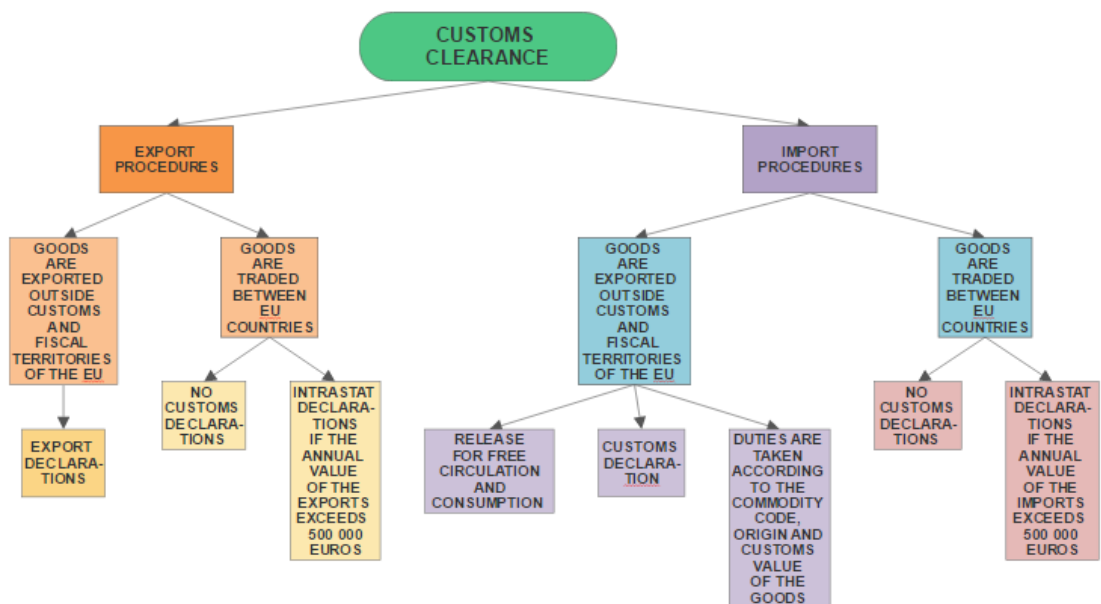 CUSTOMS
CLEARANCE
EXPORT
PROCEDURES
IMPORT
PROCEDURES
GOODS
ARE
EXPORTED
OUTSIDE
CUSTOMS
AND
FISCAL
TERRITORIES
OF THE EU
GOODS
ARE
TRADED
BETWEEN
EU
COUNTRIES
GOODS
ARE
EXPORTED
OUTSIDE
CUSTOMS
AND
FISCAL
TERRITORIES
OF THE EU
GOODS
ARE
TRADED
BETWEEN
EU
COUNTRIES
EXPORT
DECLARA-
TIONS
NO
CUSTOMS
DECLARA-
TIONS
INTRASTAT
DECLARA-
TIONS
IF THE
ANNUAL
VALUE
OF THE
EXPORTS
EXCEEDS
500 000
EUROS
RELEASE
FOR FREE
CIRCULATION
AND
CONSUMPTION
CUSTOMS
DECLARA-
TION
DUTIES ARE
TAKEN
ACCORDING
TO THE
COMMODITY
CODE,
ORIGIN AND
CUSTOMS
VALUE
OF THE
GOODS
NO
CUSTOMS
DECLARA-
TIONS
INTRASTAT
DECLARA-
TIONS
IF THE
ANNUAL
VALUE
OF THE
IMPORTS
EXCEEDS
500 000
EUROS